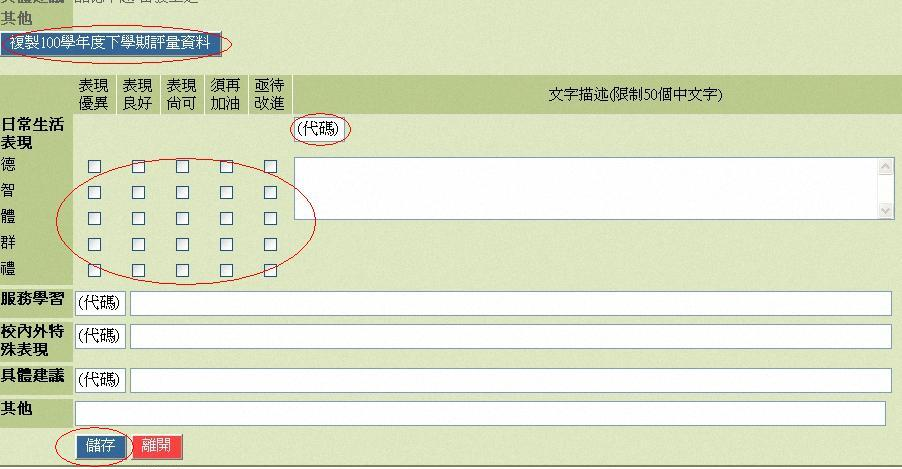 其他
複製100學年度下學期評量資料
表現優異 表現良好 表現尚可 須再加油 亟待改進 文字描述(限制50個中文字)
日常生活表現 (代碼)
德
智
體
群
禮
服務學習 (代碼)
校內外特殊表現 (代碼)
具體建議 (代碼)
其他
儲存 離開